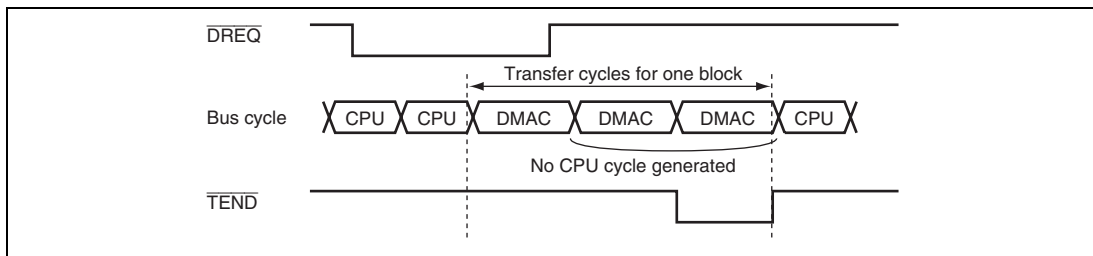 DREQ
Transfer cycles for one block
Bus cycle CPU CPU DMAC DMAC DMAC CPU
No CPU cycle generated
TEND